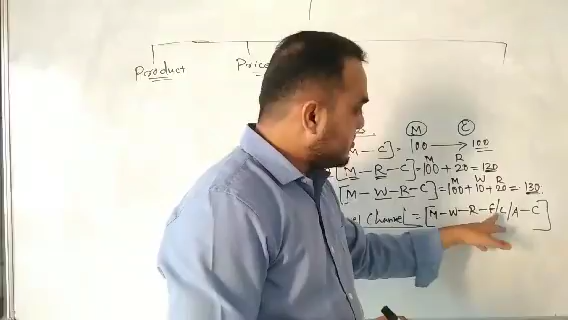 Product Price
M C
M - C] = 100 → 100
M R
[M - R - C] = 100 + 20 = 120
M W R
[M - W - R - C] = 100 + 10 + 20 = 130
Channel = [M - W - R - F/C/A - C]